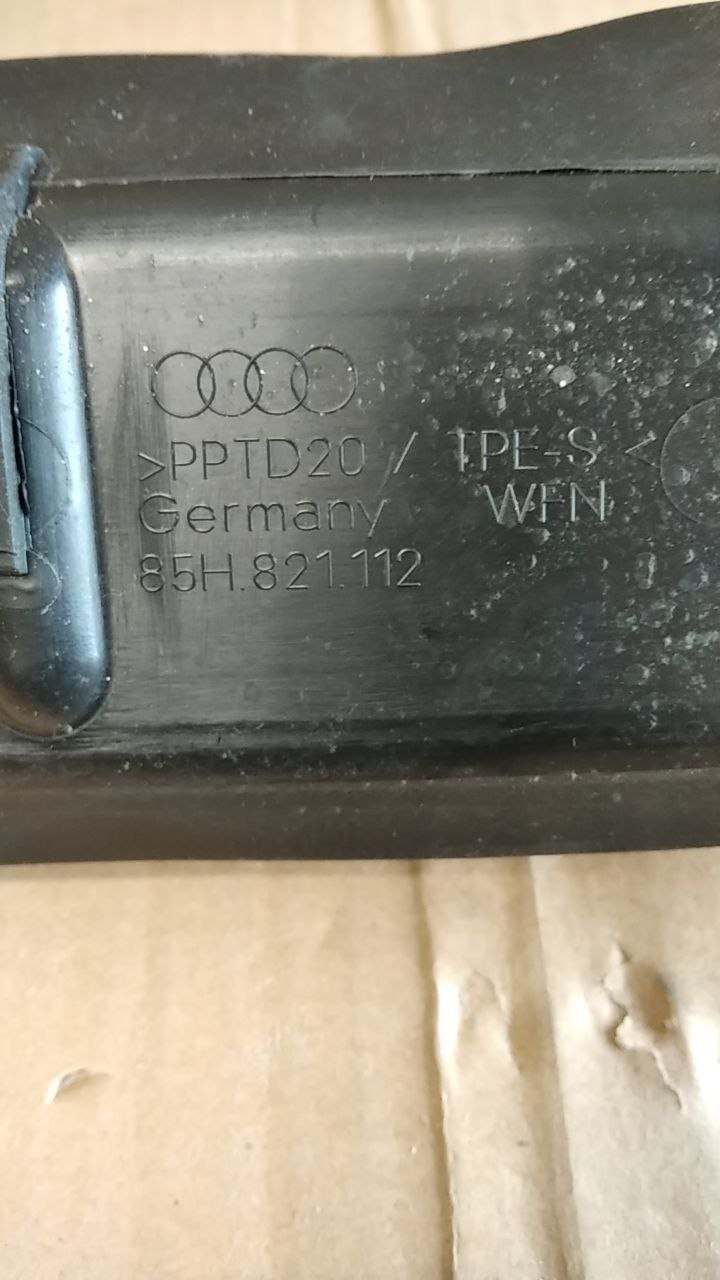 >PPTD20 / TPE-S <
Germany WFN
85H.821.112